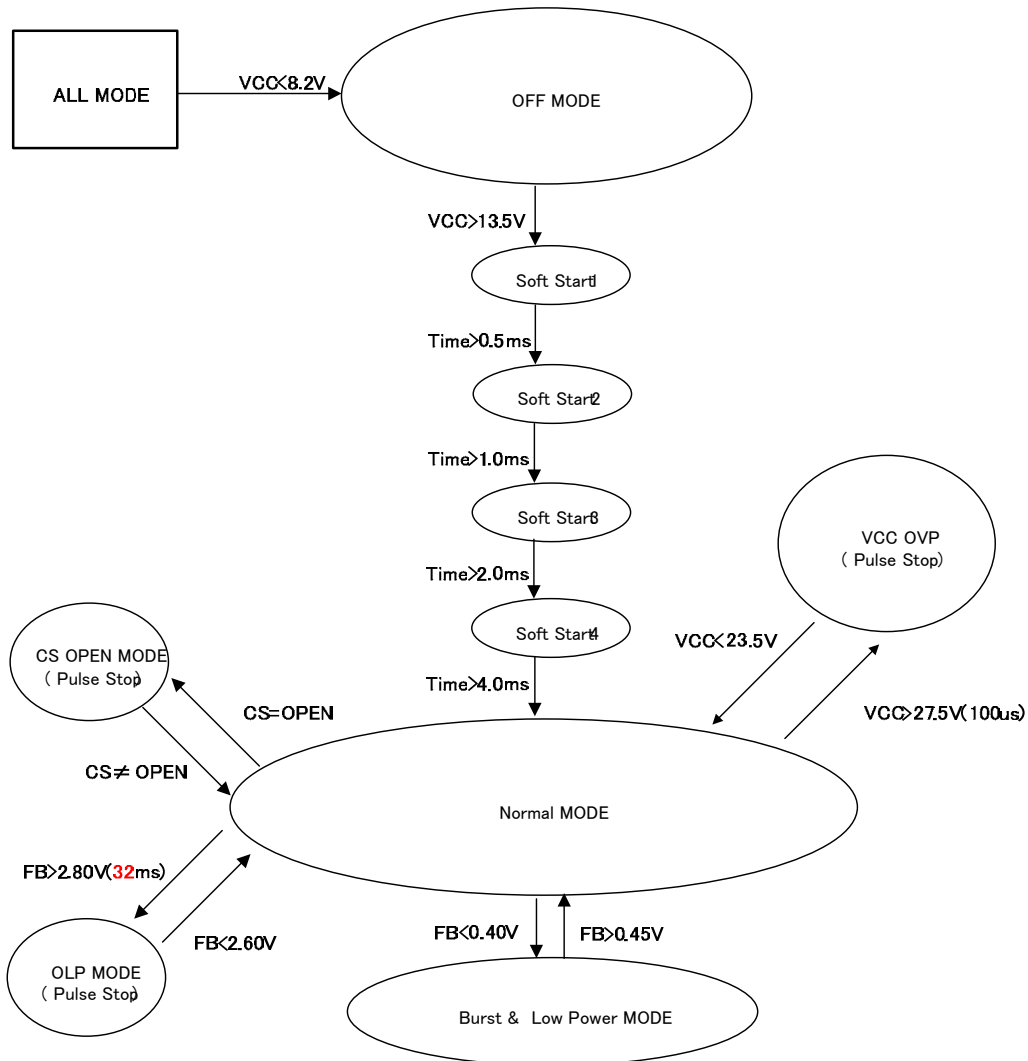 ALL MODE
VCC<8.2V
OFF MODE
VCC>13.5V
Soft Start1
Time>0.5ms
Soft Start2
Time>1.0ms
Soft Start3
Time>2.0ms
Soft Start4
Time>4.0ms
VCC OVP
( Pulse Stop)
VCC<23.5V
VCC>27.5V(100us)
CS OPEN MODE
( Pulse Stop)
CS=OPEN
CS≠ OPEN
Normal MODE
FB>2.80V(32ms)
FB<2.60V
OLP MODE
( Pulse Stop)
FB<0.40V
FB>0.45V
Burst & Low Power MODE